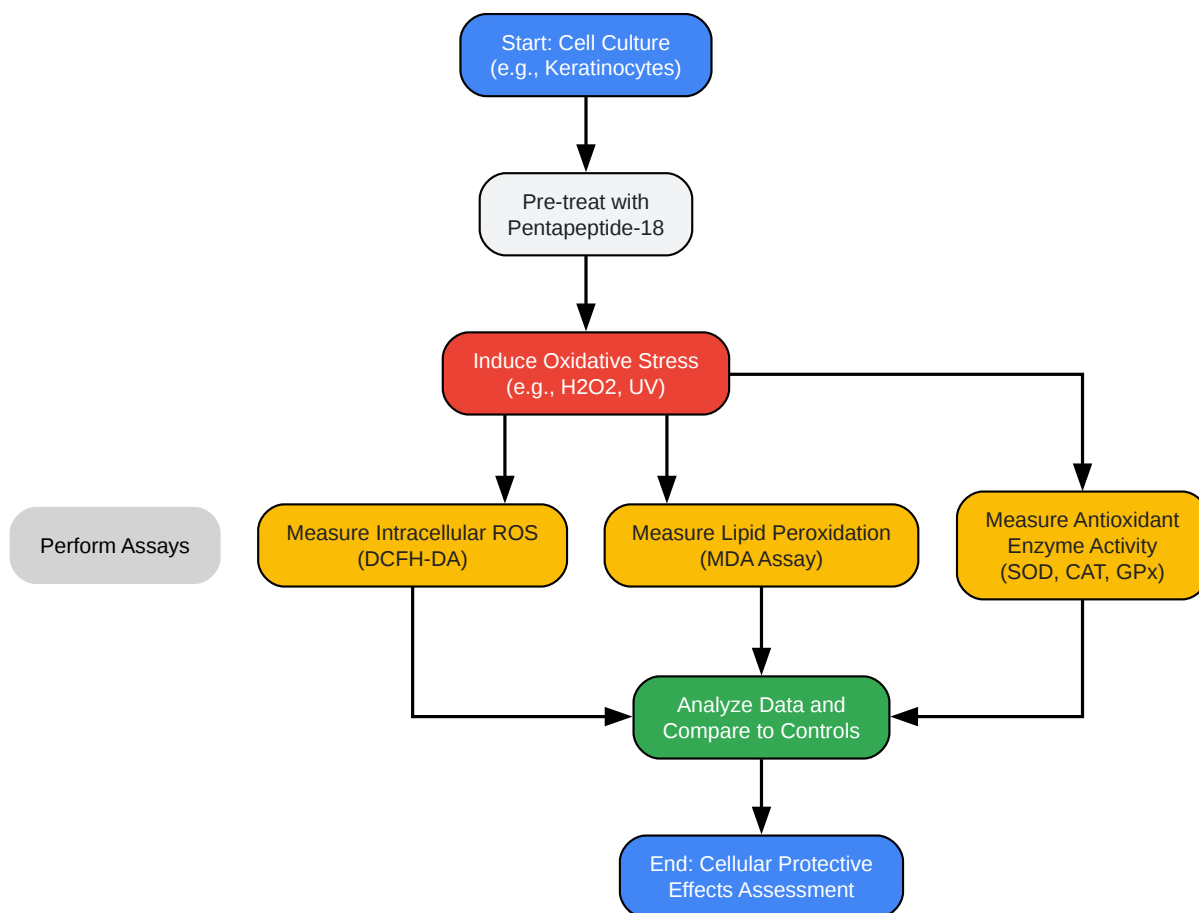 Start: Cell Culture
(e.g., Keratinocytes)
Pre-treat with
Pentapeptide-18
Induce Oxidative Stress
(e.g., H2O2, UV)
Perform Assays
Measure Intracellular ROS
(DCFH-DA)
Measure Lipid Peroxidation
(MDA Assay)
Measure Antioxidant
Enzyme Activity
(SOD, CAT, GPx)
Analyze Data and
Compare to Controls
End: Cellular Protective
Effects Assessment